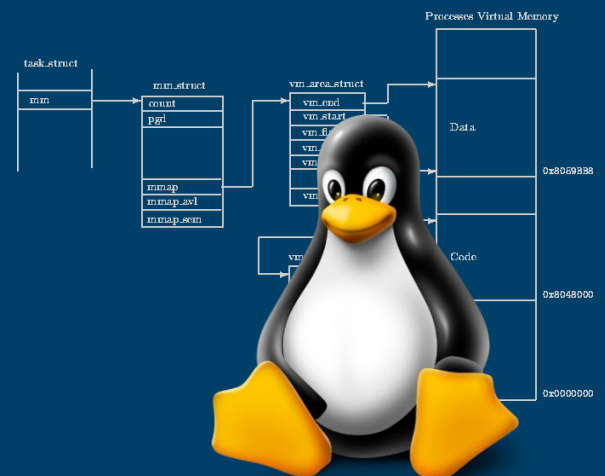 Processes Virtual Memory
task_struct
mm
mm_struct
count
pgd
mmap
mmap_avl
mmap_sem
vm_area_struct
vm_end
vm_start
Data
0x8059BB8
Code
0x8048000
0x0000000